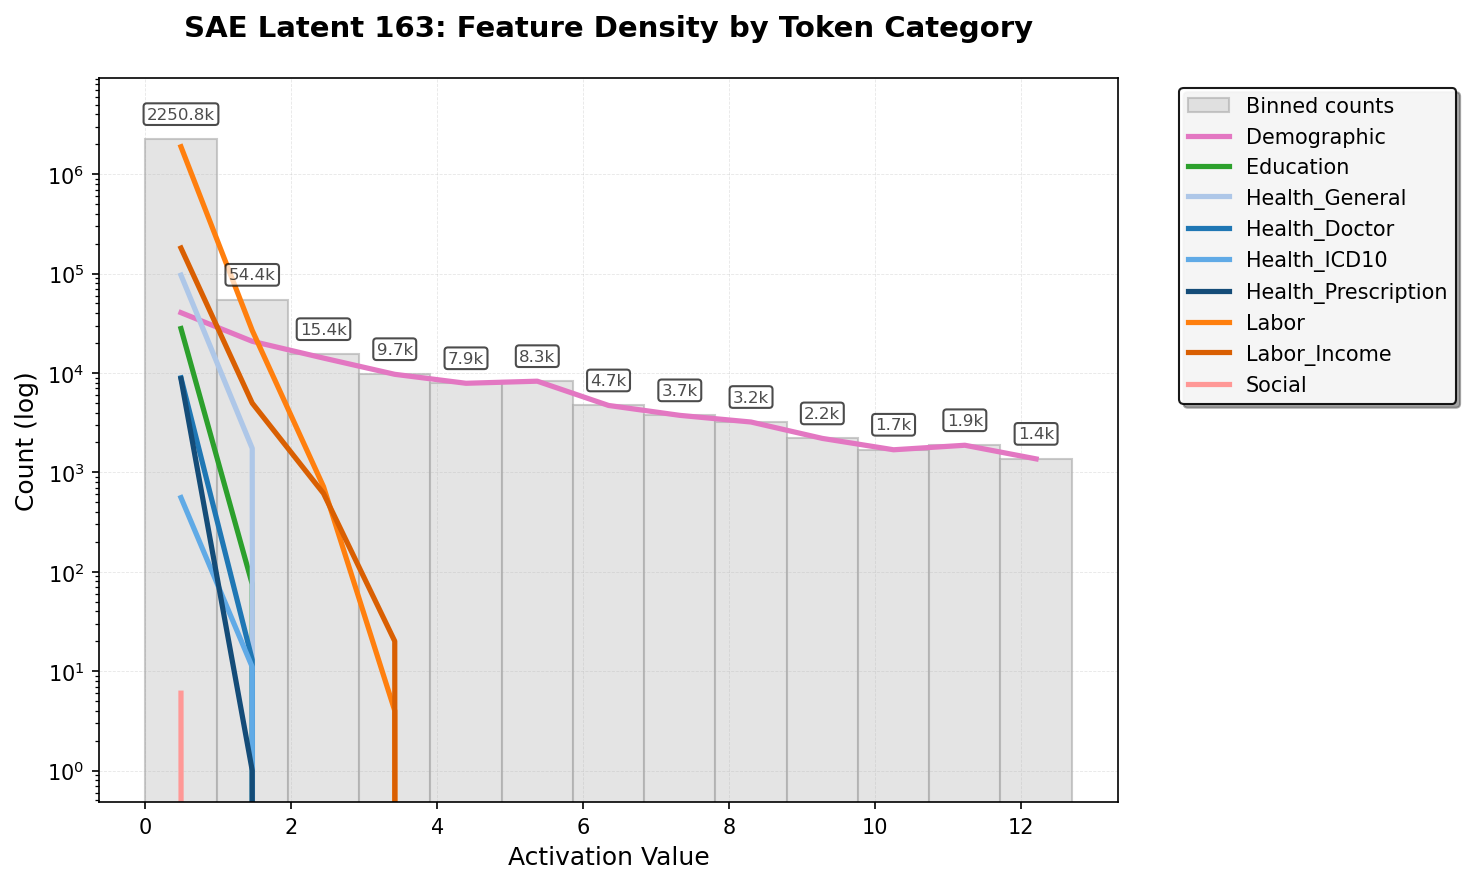 SAE Latent 163: Feature Density by Token Category
2250.8k
54.4k
15.4k
9.7k
7.9k
8.3k
4.7k
3.7k
3.2k
2.2k
1.7k
1.9k
1.4k
Binned counts
Demographic
Education
Health_General
Health_Doctor
Health_ICD10
Health_Prescription
Labor
Labor_Income
Social
Count (log)
10⁶
10⁵
10⁴
10³
10²
10¹
10⁰
0 2 4 6 8 10 12
Activation Value